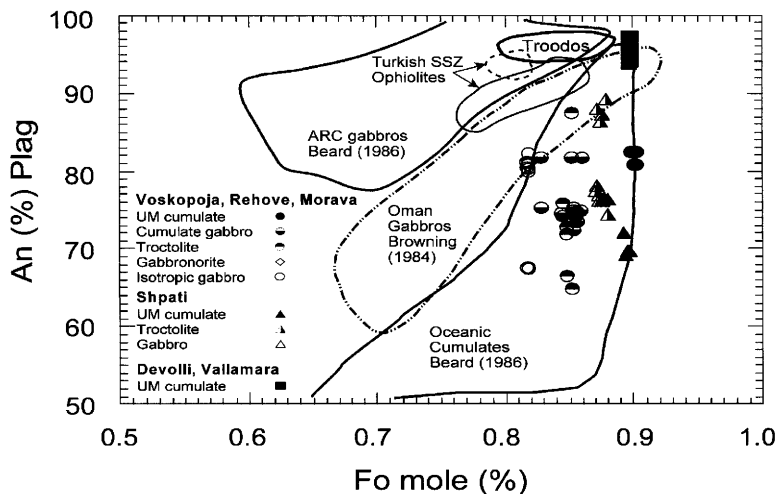 100
90
80
70
60
50
An (%) Plag
Troodos
Turkish SSZ
Ophiolites
ARC gabbros
Beard (1986)
Oman
Gabbros
Browning
(1984)
Oceanic
Cumulates
Beard (1986)
Voskopoja, Rehove, Morava
UM cumulate
Cumulate gabbro
Troctolite
Gabbronorite
Isotropic gabbro
Shpati
UM cumulate
Troctolite
Gabbro
Devolli, Vallamara
UM cumulate
0.5 0.6 0.7 0.8 0.9 1.0
Fo mole (%)